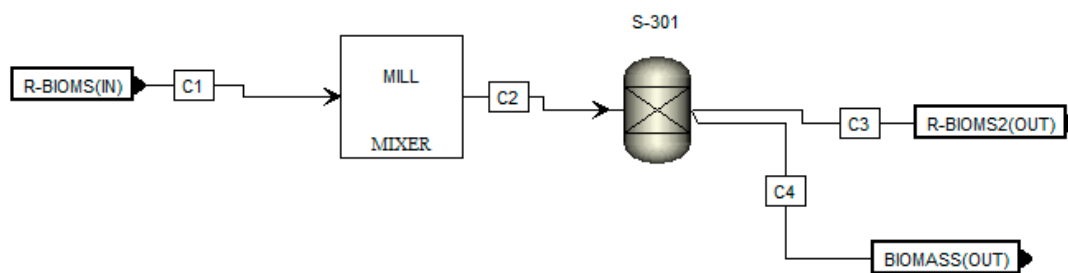 S-301
R-BIOMS(IN)
C1
MILL
MIXER
C2
C3
R-BIOMS2(OUT)
C4
BIOMASS(OUT)